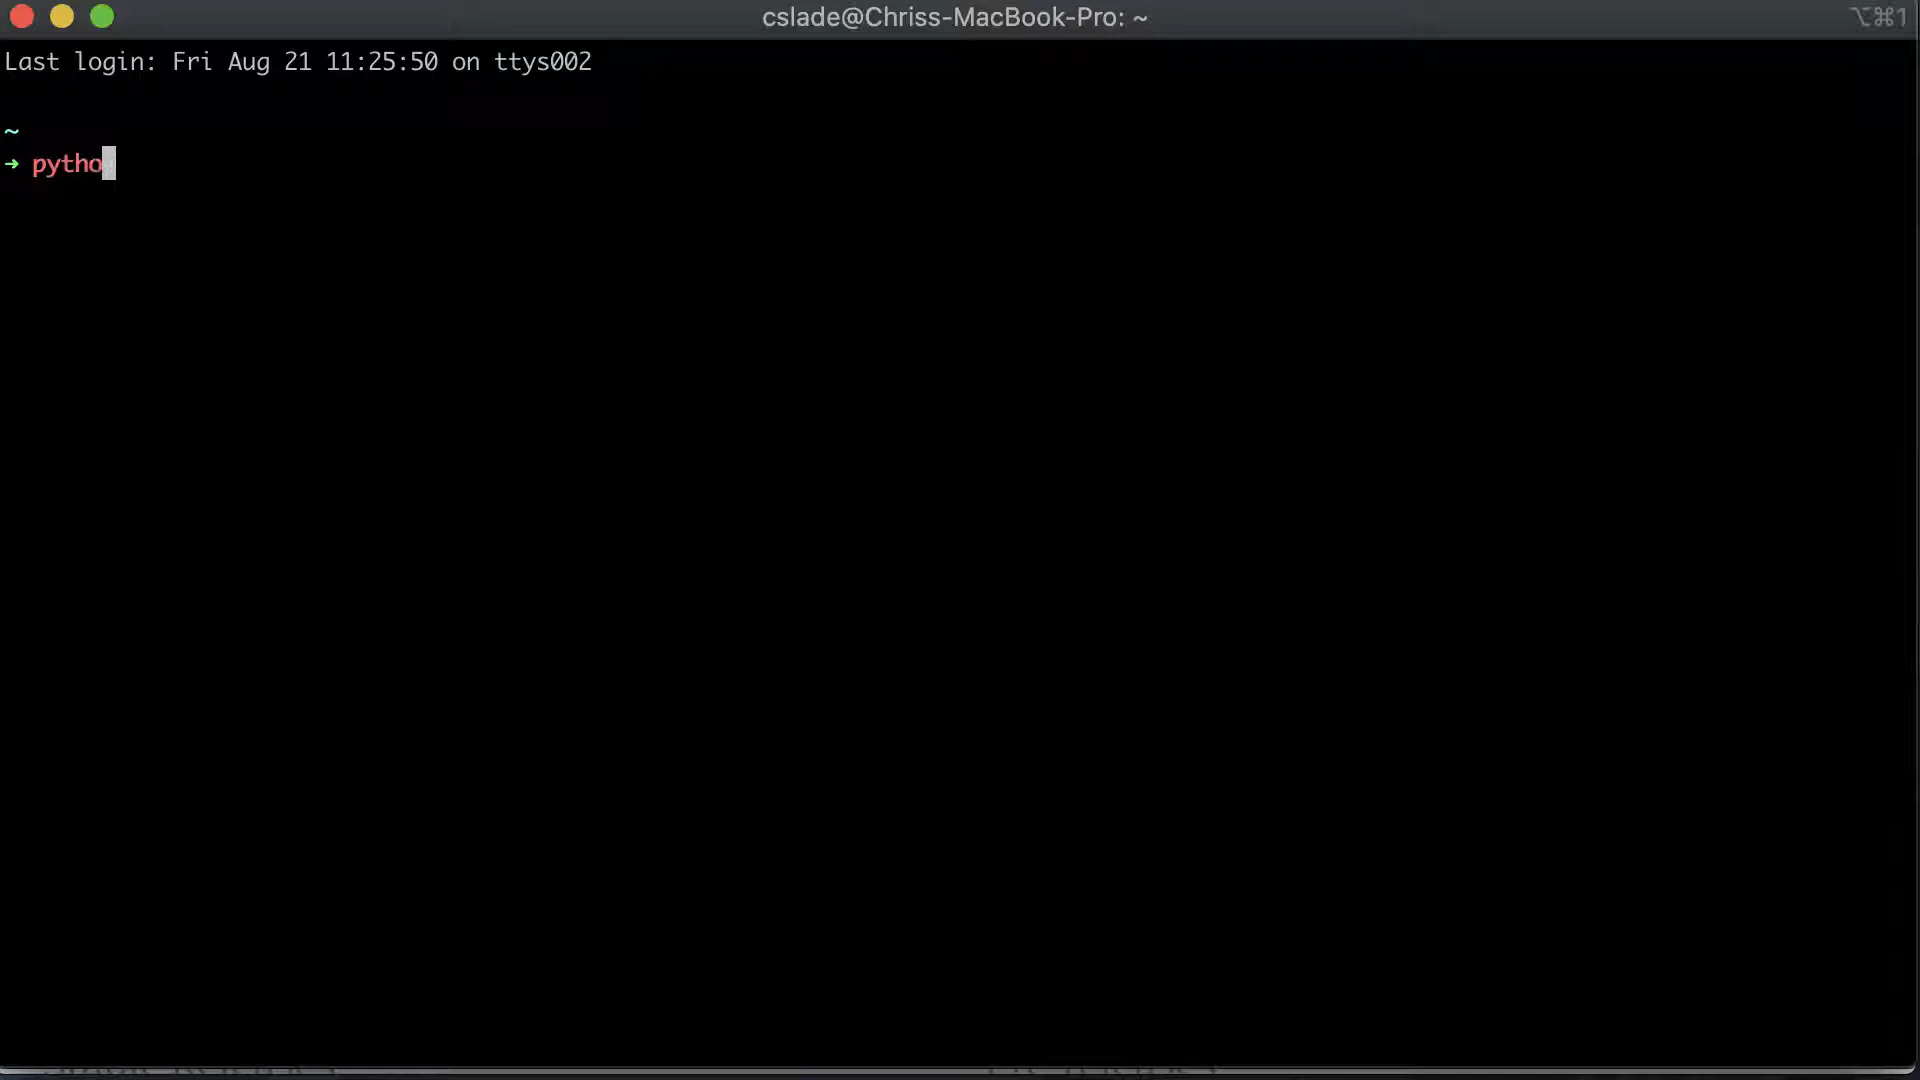 cslade@Chriss-MacBook-Pro: ~
⌥⌘1
Last login: Fri Aug 21 11:25:50 on ttys002
~
→ pytho